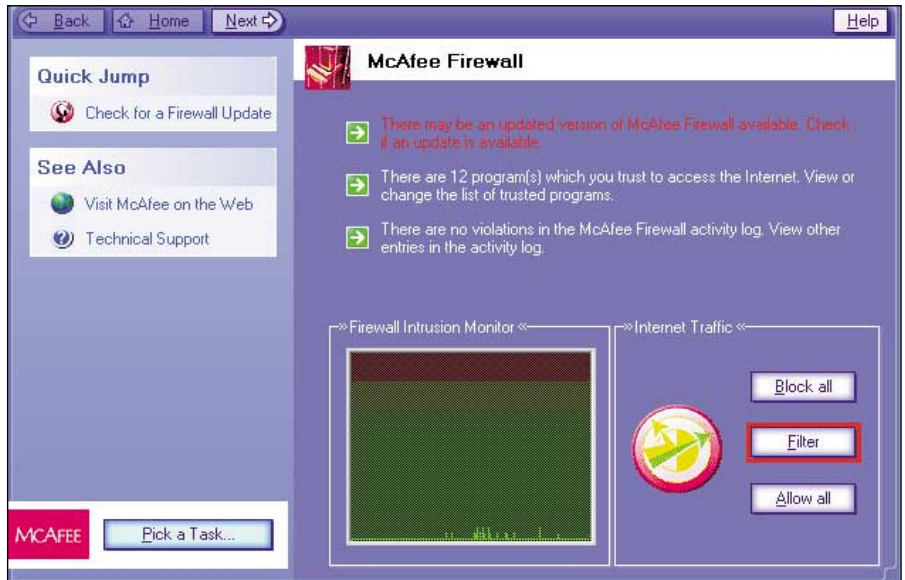 Back
Home
Next
Help
Quick Jump
Check for a Firewall Update
See Also
Visit McAfee on the Web
Technical Support
McAfee Firewall
There may be an updated version of McAfee Firewall available. Check
if an update is available.
There are 12 program(s) which you trust to access the Internet. View or
change the list of trusted programs.
There are no violations in the McAfee Firewall activity log. View other
entries in the activity log.
»Firewall Intrusion Monitor «
»Internet Traffic «
Block all
Filter
Allow all
MCAFEE
Pick a Task...